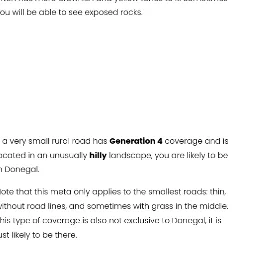 ou will be able to see exposed rocks.
a very small rural road has Generation 4 coverage and is
ocated in an unusually hilly landscape, you are likely to be
n Donegal.
ote that this meta only applies to the smallest roads: thin,
ithout road lines, and sometimes with grass in the middle.
his type of coverage is also not exclusive to Donegal, it is
ust likely to be there.